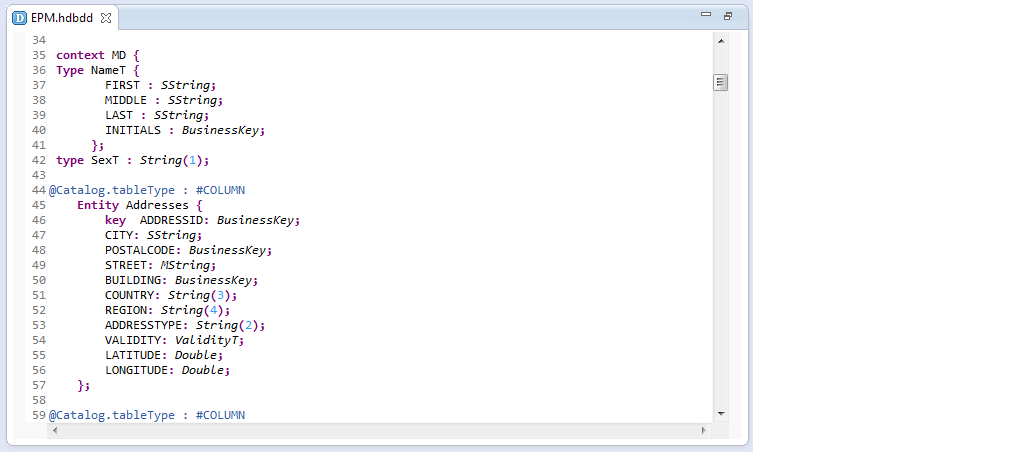 EPM.hdbdd
34
35 context MD {
36 Type NameT {
37 FIRST : SString;
38 MIDDLE : SString;
39 LAST : SString;
40 INITIALS : BusinessKey;
41 };
42 type SexT : String(1);
43
44 @Catalog.tableType : #COLUMN
45 Entity Addresses {
46 key  ADDRESSID: BusinessKey;
47 CITY: SString;
48 POSTALCODE: BusinessKey;
49 STREET: MString;
50 BUILDING: BusinessKey;
51 COUNTRY: String(3);
52 REGION: String(4);
53 ADDRESSTYPE: String(2);
54 VALIDITY: ValidityT;
55 LATITUDE: Double;
56 LONGITUDE: Double;
57 };
58
59 @Catalog.tableType : #COLUMN